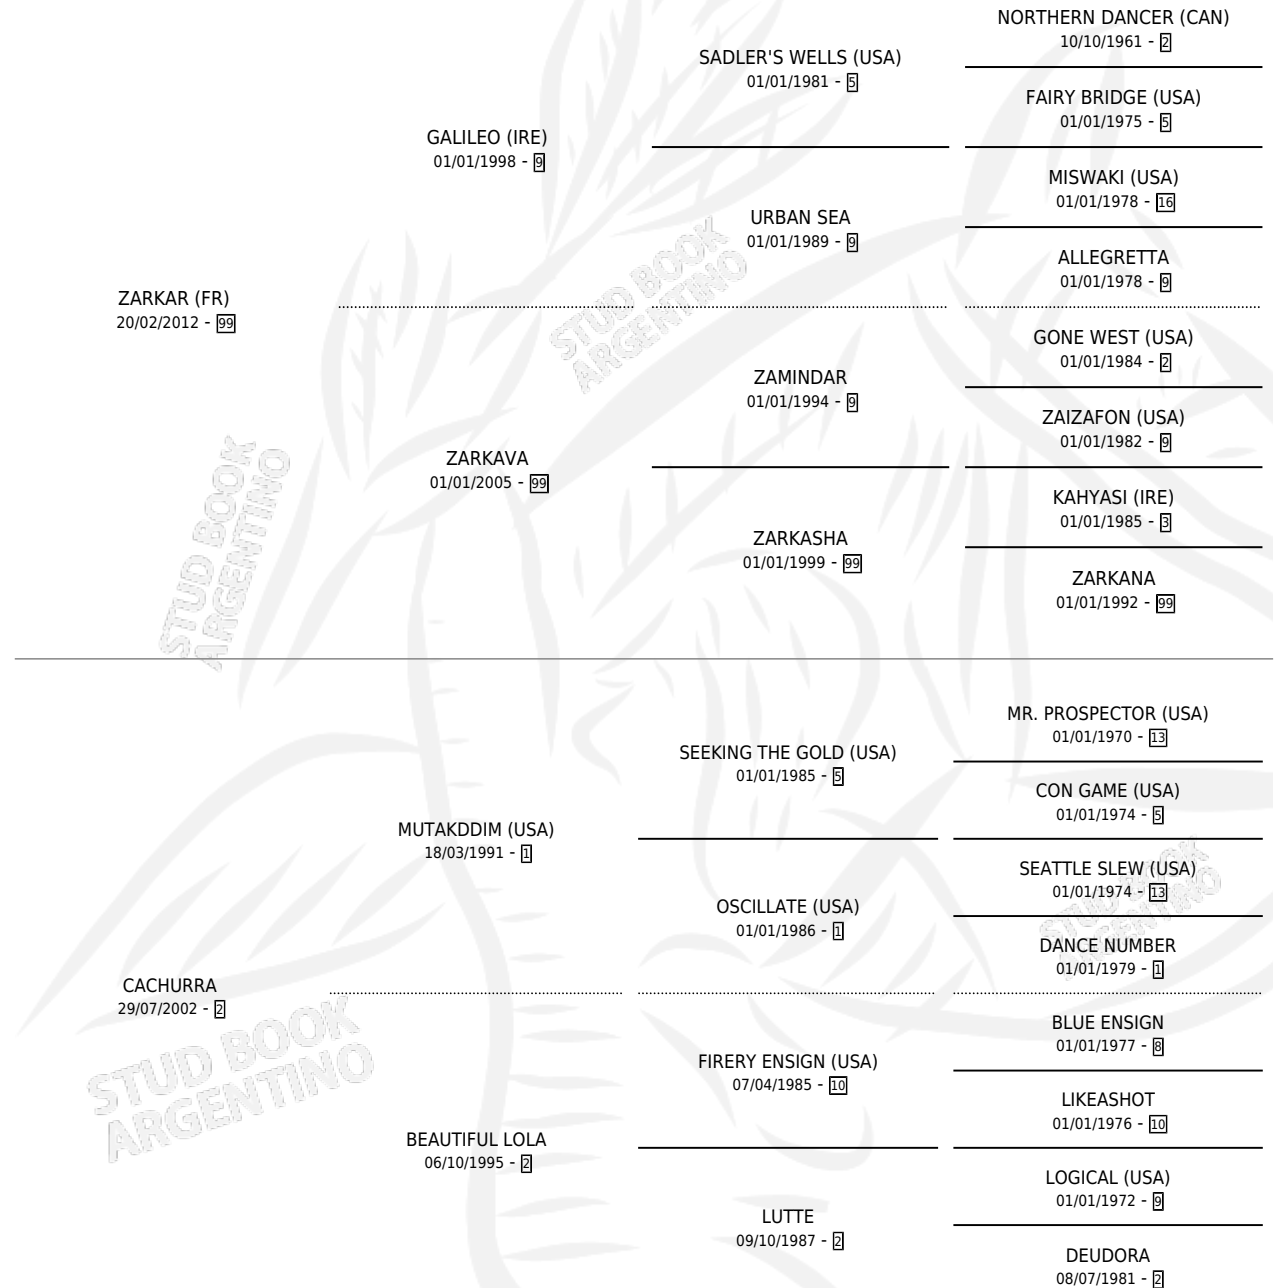 NORTHERN DANCER (CAN)
10/10/1961 - 2
SADLER'S WELLS (USA)
01/01/1981 - 5
FAIRY BRIDGE (USA)
01/01/1975 - 5
GALILEO (IRE)
01/01/1998 - 9
MISWAKI (USA)
01/01/1978 - 16
URBAN SEA
01/01/1989 - 9
ALLEGRETTA
01/01/1978 - 9
ZARKAR (FR)
20/02/2012 - 99
GONE WEST (USA)
01/01/1984 - 2
ZAMINDAR
01/01/1994 - 9
ZAIZAFON (USA)
01/01/1982 - 9
ZARKAVA
01/01/2005 - 99
KAHYASI (IRE)
01/01/1985 - 3
ZARKASHA
01/01/1999 - 99
ZARKANA
01/01/1992 - 99
MR. PROSPECTOR (USA)
01/01/1970 - 13
SEEKING THE GOLD (USA)
01/01/1985 - 5
CON GAME (USA)
01/01/1974 - 5
MUTAKDDIM (USA)
18/03/1991 - 1
SEATTLE SLEW (USA)
01/01/1974 - 13
OSCILLATE (USA)
01/01/1986 - 1
DANCE NUMBER
01/01/1979 - 1
CACHURRA
29/07/2002 - 2
BLUE ENSIGN
01/01/1977 - 8
FIRERY ENSIGN (USA)
07/04/1985 - 10
LIKEASHOT
01/01/1976 - 10
BEAUTIFUL LOLA
06/10/1995 - 2
LOGICAL (USA)
01/01/1972 - 9
LUTTE
09/10/1987 - 2
DEUDORA
08/07/1981 - 2
STUD BOOK
ARGENTINO
STUD BOOK
ARGENTINO
STUD BOOK
ARGENTINO
STUD BOOK
ARGENTINO